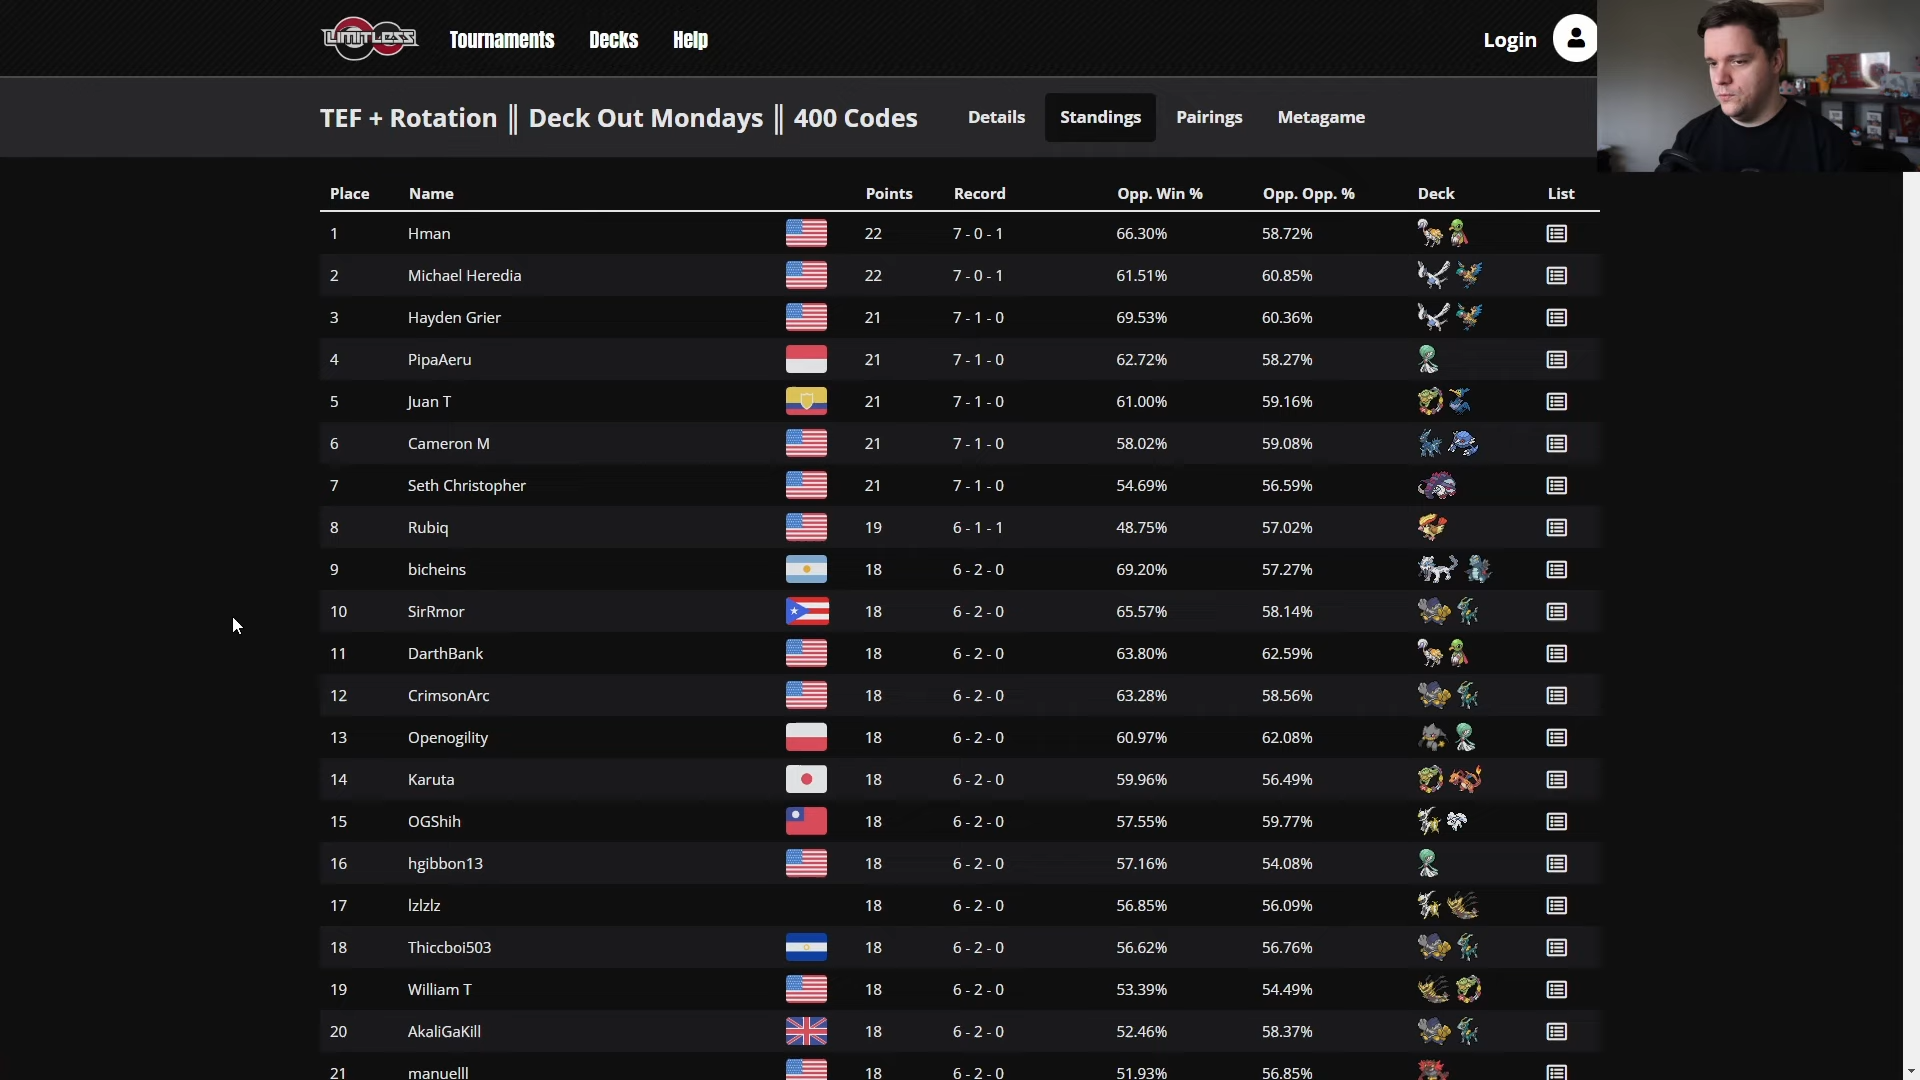 LIMITLESS Tournaments Decks Help Login
TEF + Rotation || Deck Out Mondays || 400 Codes Details Standings Pairings Metagame
Place Name Points Record Opp. Win % Opp. Opp. % Deck List
1 Hman 22 7 - 0 - 1 66.30% 58.72%
2 Michael Heredia 22 7 - 0 - 1 61.51% 60.85%
3 Hayden Grier 21 7 - 1 - 0 69.53% 60.36%
4 PipaAeru 21 7 - 1 - 0 62.72% 58.27%
5 Juan T 21 7 - 1 - 0 61.00% 59.16%
6 Cameron M 21 7 - 1 - 0 58.02% 59.08%
7 Seth Christopher 21 7 - 1 - 0 54.69% 56.59%
8 Rubiq 19 6 - 1 - 1 48.75% 57.02%
9 bicheins 18 6 - 2 - 0 69.20% 57.27%
10 SirRmor 18 6 - 2 - 0 65.57% 58.14%
11 DarthBank 18 6 - 2 - 0 63.80% 62.59%
12 CrimsonArc 18 6 - 2 - 0 63.28% 58.56%
13 Openogility 18 6 - 2 - 0 60.97% 62.08%
14 Karuta 18 6 - 2 - 0 59.96% 56.49%
15 OGShih 18 6 - 2 - 0 57.55% 59.77%
16 hgibbon13 18 6 - 2 - 0 57.16% 54.08%
17 lzlzlz 18 6 - 2 - 0 56.85% 56.09%
18 Thiccboi503 18 6 - 2 - 0 56.62% 56.76%
19 William T 18 6 - 2 - 0 53.39% 54.49%
20 AkaliGaKill 18 6 - 2 - 0 52.46% 58.37%
21 manuelll 18 6 - 2 - 0 51.93% 56.85%